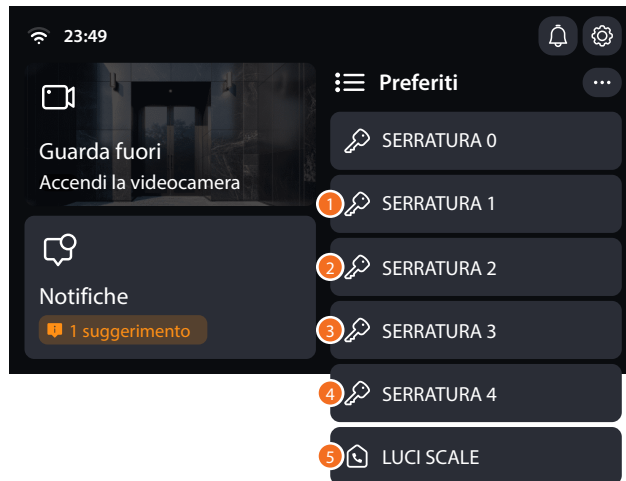 23:49
Guarda fuori
Accendi la videocamera
Notifiche
1 suggerimento
Preferiti
SERRATURA 0
1 SERRATURA 1
2 SERRATURA 2
3 SERRATURA 3
4 SERRATURA 4
5 LUCI SCALE